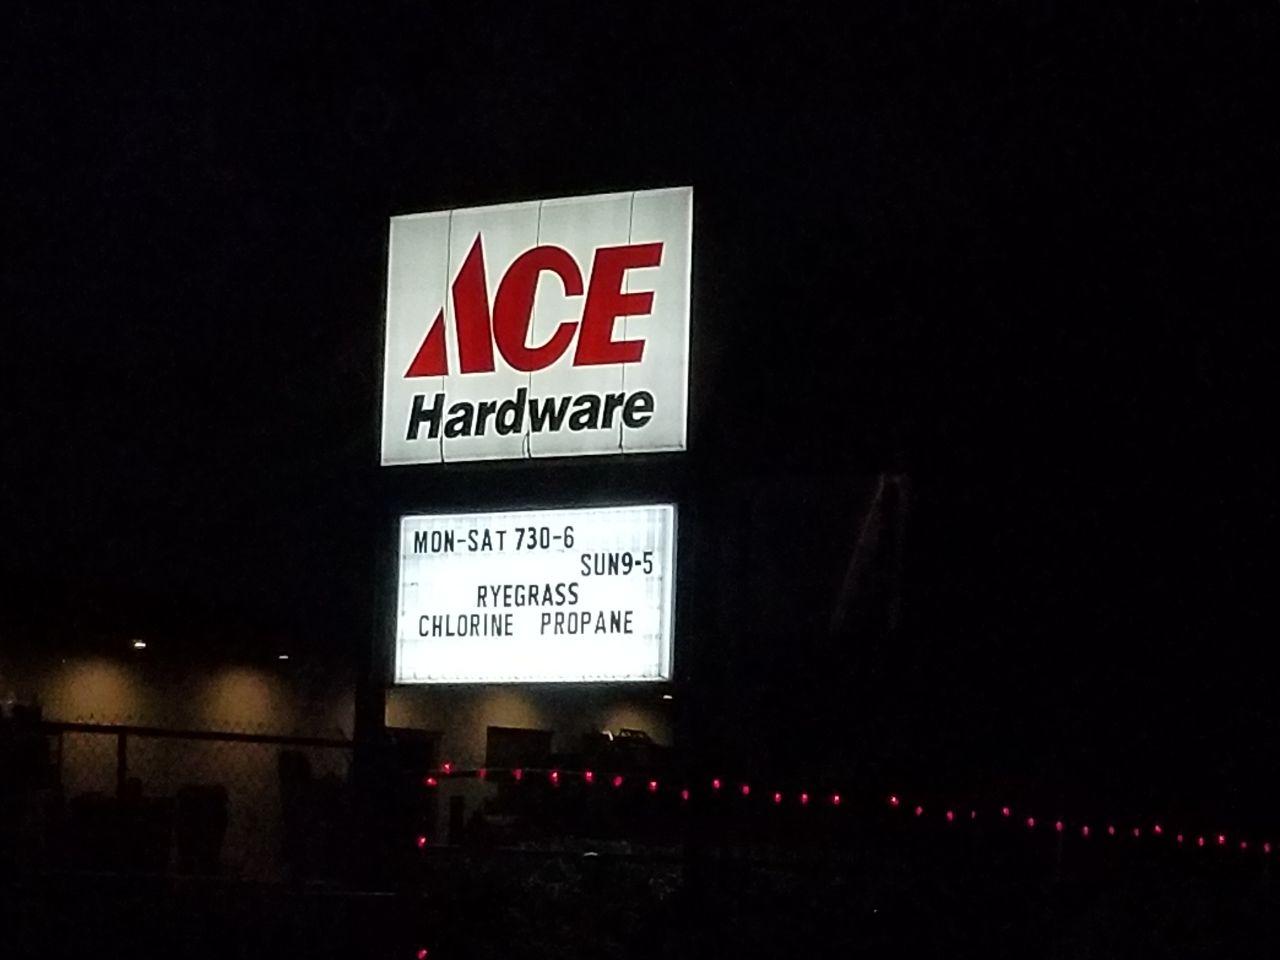 ACE
Hardware
MON-SAT 730-6
SUN9-5
RYEGRASS
CHLORINE PROPANE